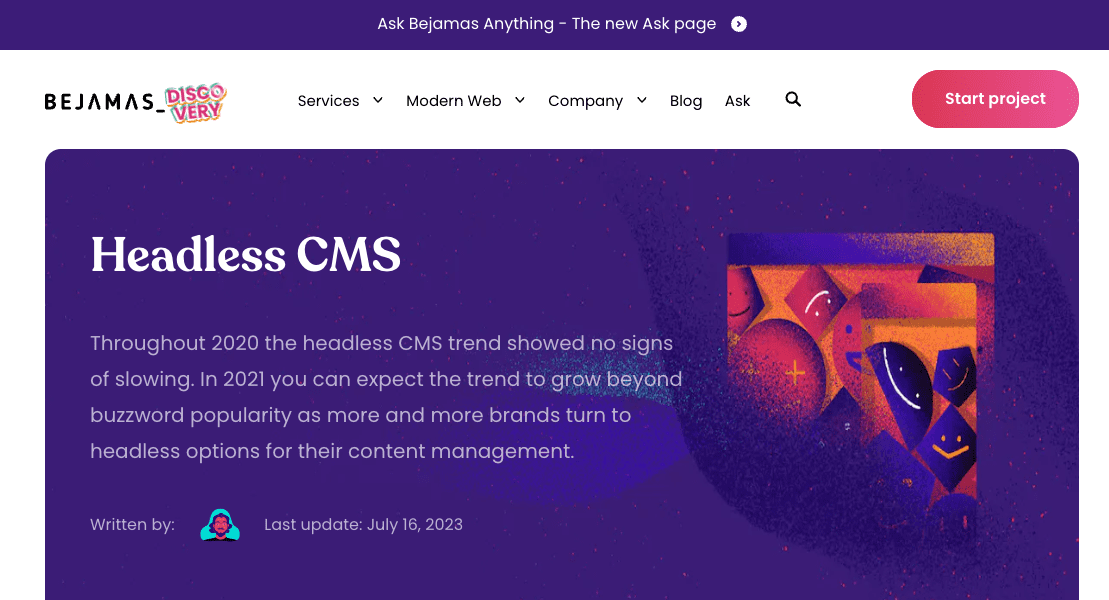 Ask Bejamas Anything - The new Ask page
BEJAMAS_ DISCO VERY
Services Modern Web Company Blog Ask
Start project
Headless CMS
Throughout 2020 the headless CMS trend showed no signs
of slowing. In 2021 you can expect the trend to grow beyond
buzzword popularity as more and more brands turn to
headless options for their content management.
Written by: Last update: July 16, 2023